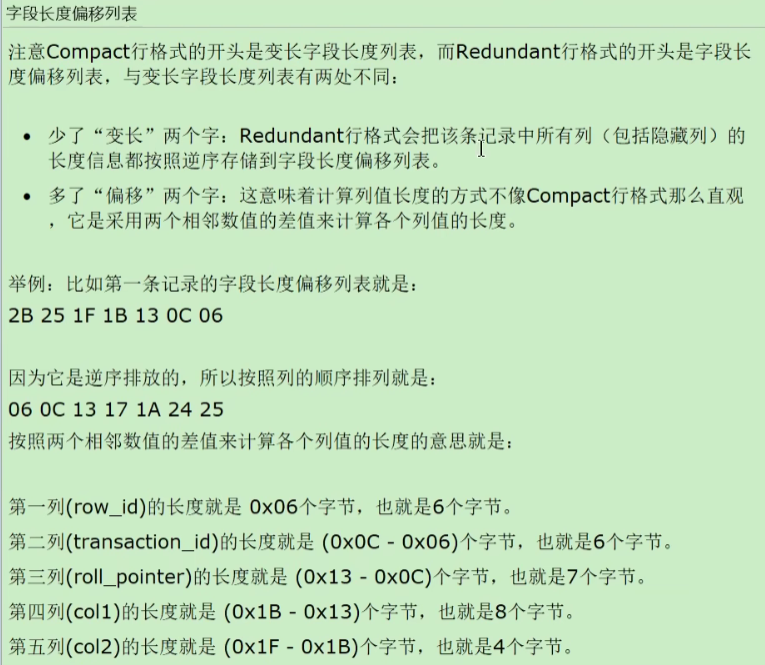 字段长度偏移列表
注意Compact行格式的开头是变长字段长度列表，而Redundant行格式的开头是字段长
度偏移列表，与变长字段长度列表有两处不同：
• 少了“变长”两个字：Redundant行格式会把该条记录中所有列（包括隐藏列）的
长度信息都按照逆序存储到字段长度偏移列表。
• 多了“偏移”两个字：这意味着计算列值长度的方式不像Compact行格式那么直观
，它是采用两个相邻数值的差值来计算各个列值的长度。
举例：比如第一条记录的字段长度偏移列表就是：
2B 25 1F 1B 13 0C 06
因为它是逆序排放的，所以按照列的顺序排列就是：
06 0C 13 17 1A 24 25
按照两个相邻数值的差值来计算各个列值的长度的意思就是：
第一列(row_id)的长度就是 0x06个字节，也就是6个字节。
第二列(transaction_id)的长度就是 (0x0C - 0x06)个字节，也就是6个字节。
第三列(roll_pointer)的长度就是 (0x13 - 0x0C)个字节，也就是7个字节。
第四列(col1)的长度就是 (0x1B - 0x13)个字节，也就是8个字节。
第五列(col2)的长度就是 (0x1F - 0x1B)个字节，也就是4个字节。